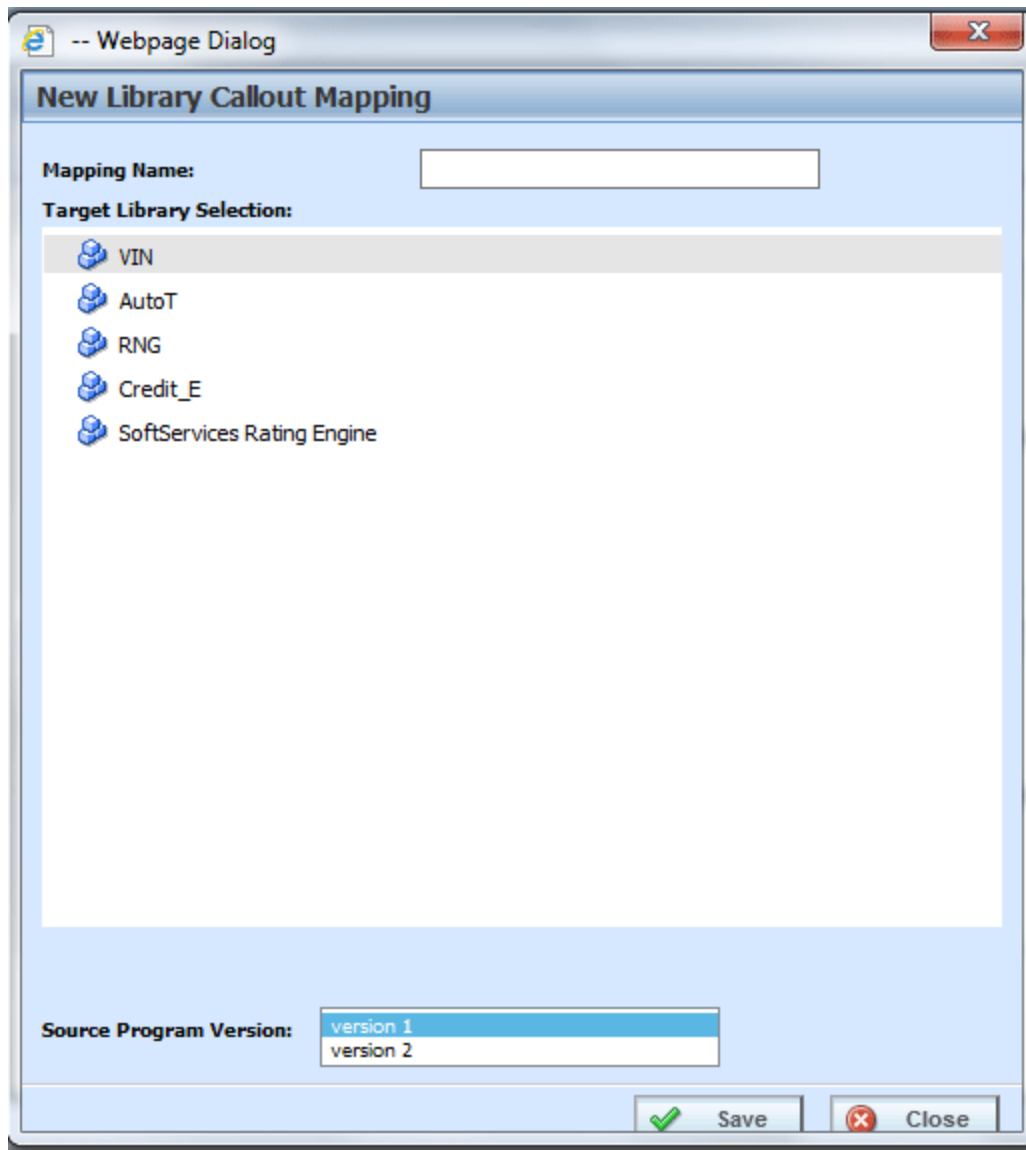 -- Webpage Dialog
New Library Callout Mapping
Mapping Name:
Target Library Selection:
VIN
AutoT
RNG
Credit_E
SoftServices Rating Engine
Source Program Version:
version 1
version 2
Save
Close